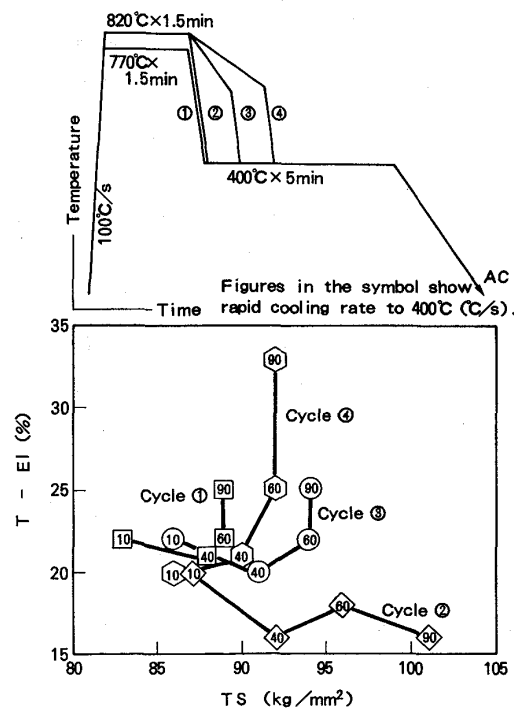 820℃×1.5min
770℃×
1.5min
① ② ③ ④
Temperature
100℃/s
400℃×5min
AC
Time
Figures in the symbol show
rapid cooling rate to 400℃ (℃/s).
35
30
25
20
15
T - El (%)
90
Cycle ④
90
Cycle ①
60
90
10
10
60
60
Cycle ③
40
40
10
10
40
60
Cycle ②
40
90
80
85
90
95
100
105
TS (kg/mm²)